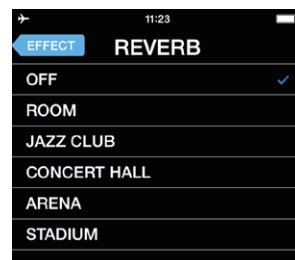 11:23
EFFECT REVERB
OFF
ROOM
JAZZ CLUB
CONCERT HALL
ARENA
STADIUM